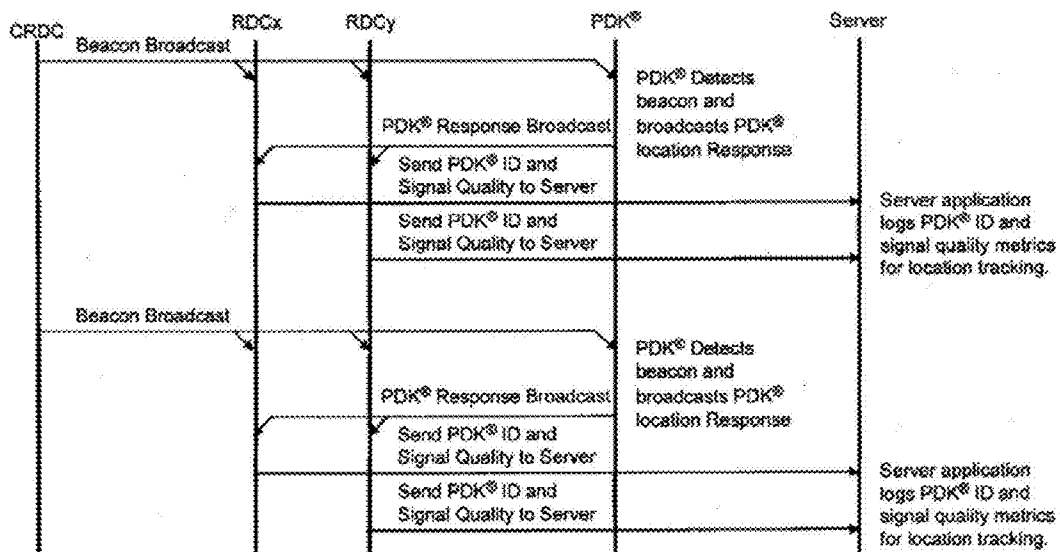 CRDC
RDCx
RDCy
PDK®
Server
Beacon Broadcast
PDK® Detects
beacon and
broadcasts PDK®
location Response
PDK® Response Broadcast
Send PDK® ID and
Signal Quality to Server
Server application
logs PDK® ID and
signal quality metrics
for location tracking.
Send PDK® ID and
Signal Quality to Server
Beacon Broadcast
PDK® Detects
beacon and
broadcasts PDK®
location Response
PDK® Response Broadcast
Send PDK® ID and
Signal Quality to Server
Server application
logs PDK® ID and
signal quality metrics
for location tracking.
Send PDK® ID and
Signal Quality to Server